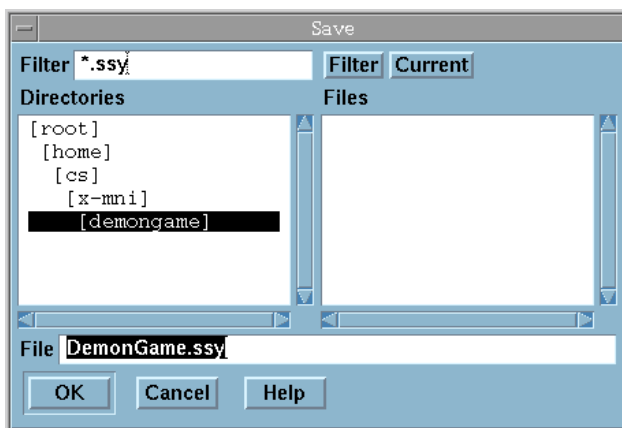 Save
Filter *.ssy Filter Current
Directories Files
[root]
[home]
[cs]
[x-mni]
[demongame]
File DemonGame.ssy
OK Cancel Help